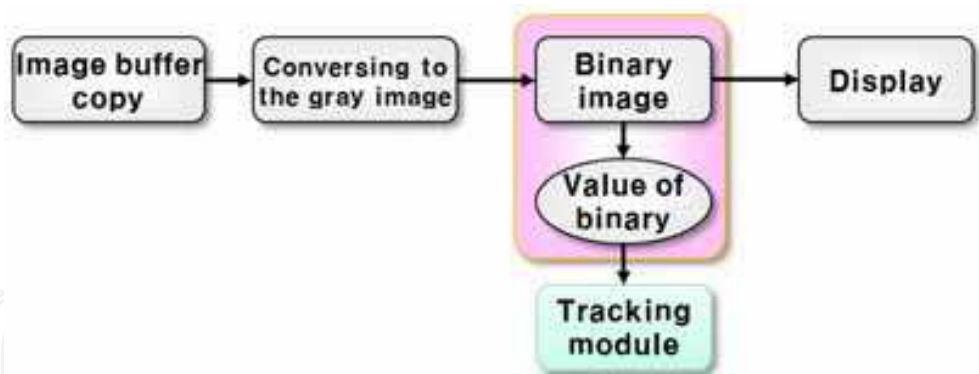 Image buffer
copy
Conversing to
the gray image
Binary
image
Display
Value of
binary
Tracking
module